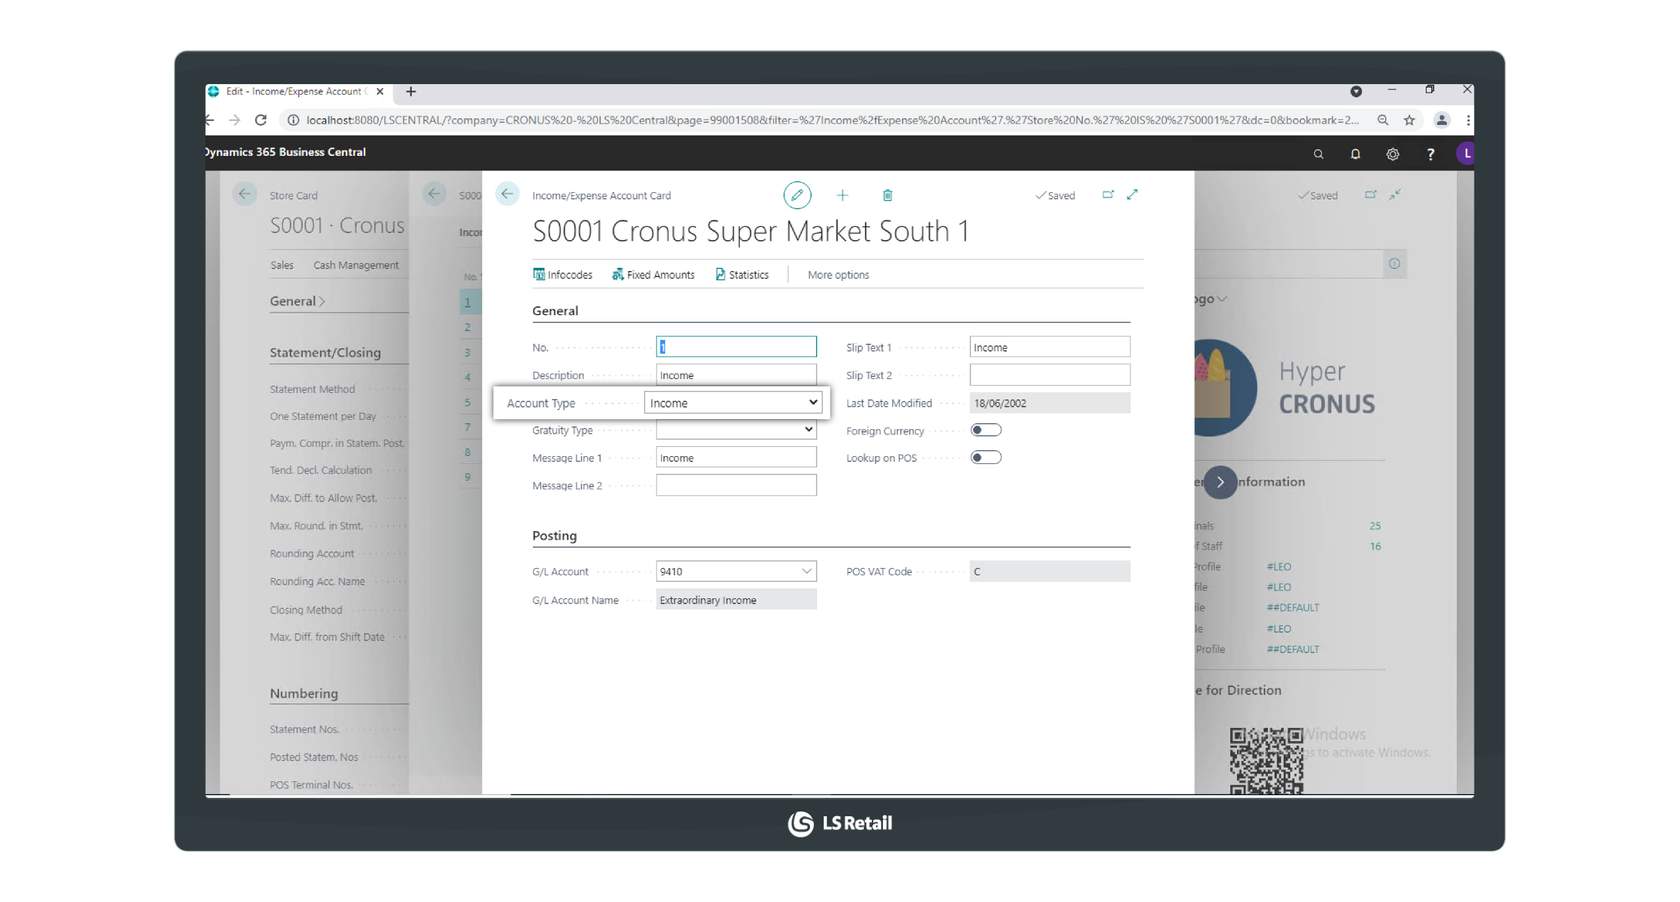 Edit - Income/Expense Account
localhost:8080/LSCENTRAL/?company=CRONUS%20-%20LS%20Central&page=99001508&filter=%27Income%2fExpense%20Account%27.%27Store%20No.%27%20IS%20%27S0001%27&dc=0&bookmark=2...
Dynamics 365 Business Central
?
L
Store Card
S0001 · Cronus
Sales Cash Management
General
Statement/Closing
Statement Method
One Statement per Day
Paym. Compr. in Statem. Post.
Tend. Decl. Calculation
Max. Diff. to Allow Post.
Max. Round. in Stmt.
Rounding Account
Rounding Acc. Name
Closing Method
Max. Diff. from Shift Date
Numbering
Statement Nos.
Posted Statem. Nos
POS Terminal Nos.
No.
1
2
3
4
5
7
8
9
Income/Expense Account Card
Saved
S0001 Cronus Super Market South 1
Infocodes Fixed Amounts Statistics More options
General
No. 1
Description Income
Account Type Income
Gratuity Type
Message Line 1 Income
Message Line 2
Slip Text 1 Income
Slip Text 2
Last Date Modified 18/06/2002
Foreign Currency
Lookup on POS
Posting
G/L Account 9410
G/L Account Name Extraordinary Income
POS VAT Code C
Saved
Hyper
CRONUS
nformation
25
f Staff 16
Profile #LEO
file #LEO
ile ##DEFAULT
le #LEO
Profile ##DEFAULT
e for Direction
Windows
to activate Windows.
LS Retail